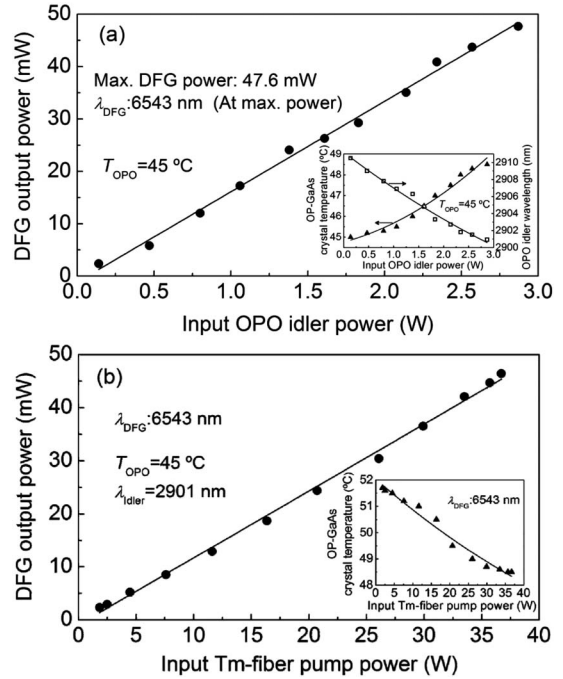 50
40
30
20
10
0
DFG output power (mW)
(a)
Max. DFG power: 47.6 mW
λDFG:6543 nm (At max. power)
TOPO=45 ºC
49
48
47
46
45
OP-GaAs
crystal temperature (ºC)
TOPO=45 ºC
2910
2908
2906
2904
2902
2900
OPO idler wavelength (nm)
0.0 0.5 1.0 1.5 2.0 2.5 3.0
Input OPO idler power (W)
0.0 0.5 1.0 1.5 2.0 2.5 3.0
Input OPO idler power (W)
50
40
30
20
10
0
DFG output power (mW)
(b)
λDFG:6543 nm
TOPO=45 ºC
λIdler=2901 nm
52
51
50
49
48
OP-GaAs
crystal temperature (ºC)
λDFG:6543 nm
0 5 10 15 20 25 30 35 40
Input Tm-fiber pump power (W)
0 5 10 15 20 25 30 35 40
Input Tm-fiber pump power (W)